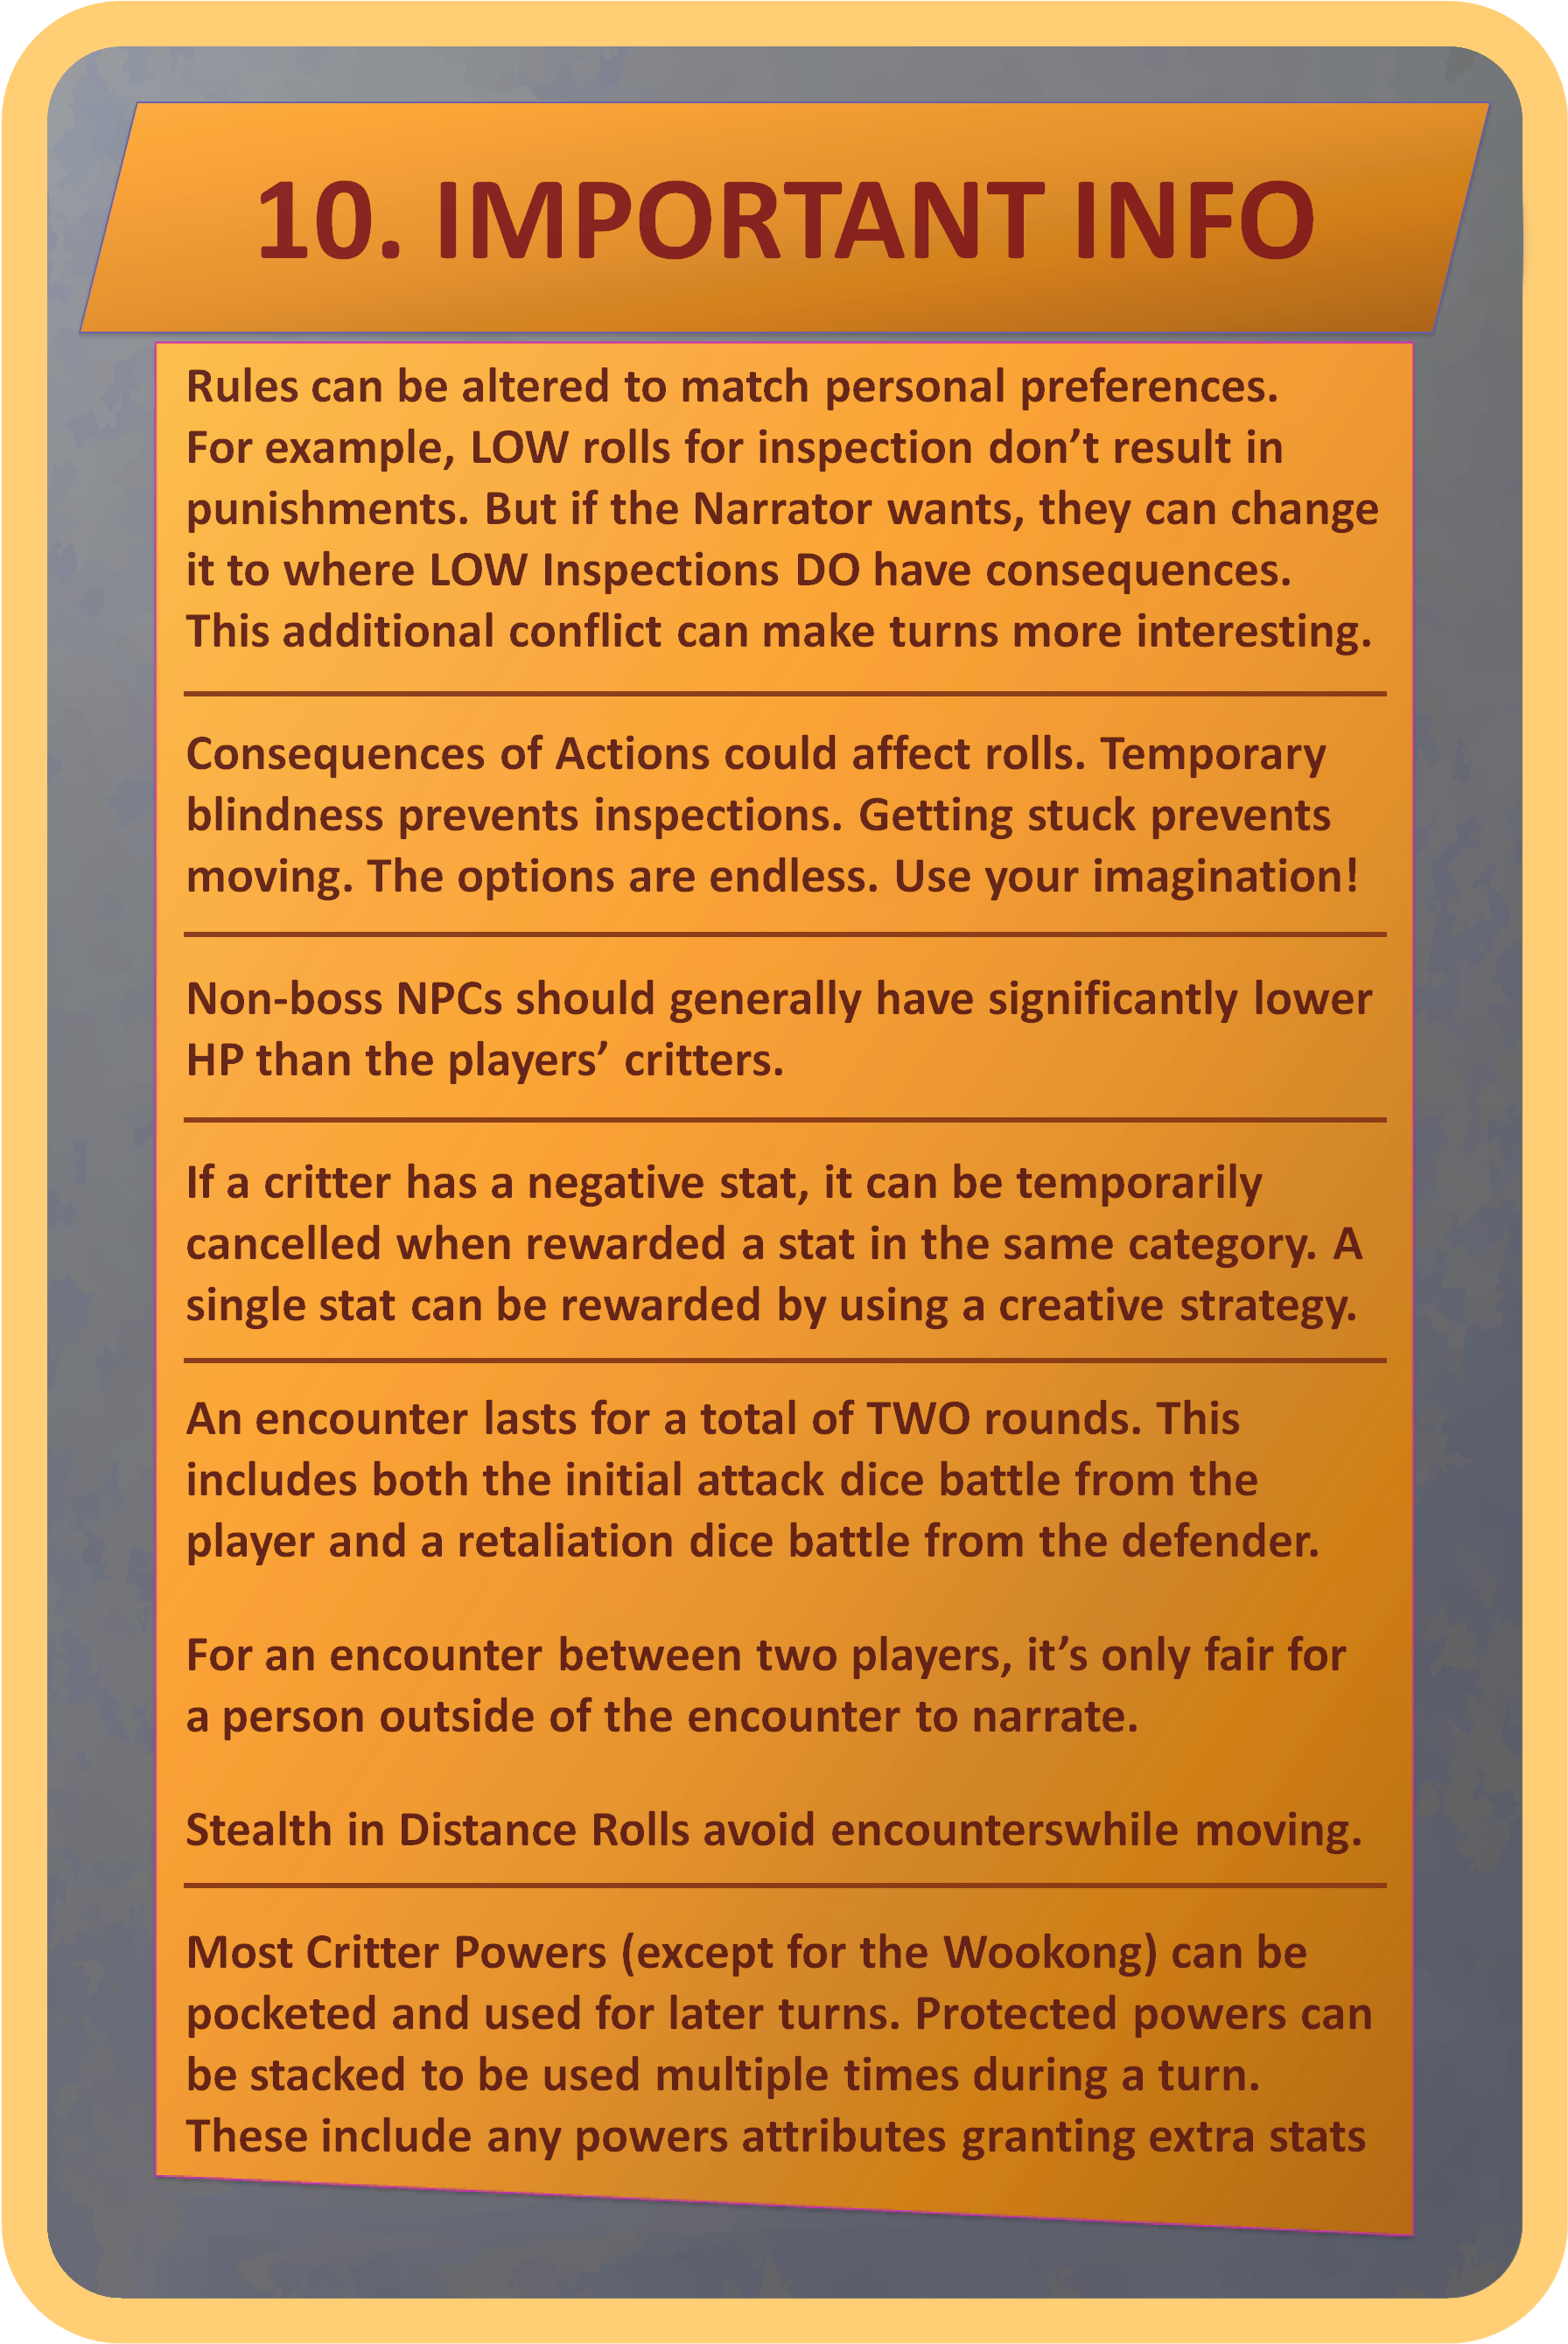 10. IMPORTANT INFO
Rules can be altered to match personal preferences.
For example, LOW rolls for inspection don’t result in
punishments. But if the Narrator wants, they can change
it to where LOW Inspections DO have consequences.
This additional conflict can make turns more interesting.
Consequences of Actions could affect rolls. Temporary
blindness prevents inspections. Getting stuck prevents
moving. The options are endless. Use your imagination!
Non-boss NPCs should generally have significantly lower
HP than the players’ critters.
If a critter has a negative stat, it can be temporarily
cancelled when rewarded a stat in the same category. A
single stat can be rewarded by using a creative strategy.
An encounter lasts for a total of TWO rounds. This
includes both the initial attack dice battle from the
player and a retaliation dice battle from the defender.
For an encounter between two players, it’s only fair for
a person outside of the encounter to narrate.
Stealth in Distance Rolls avoid encounterswhile moving.
Most Critter Powers (except for the Wookong) can be
pocketed and used for later turns. Protected powers can
be stacked to be used multiple times during a turn.
These include any powers attributes granting extra stats